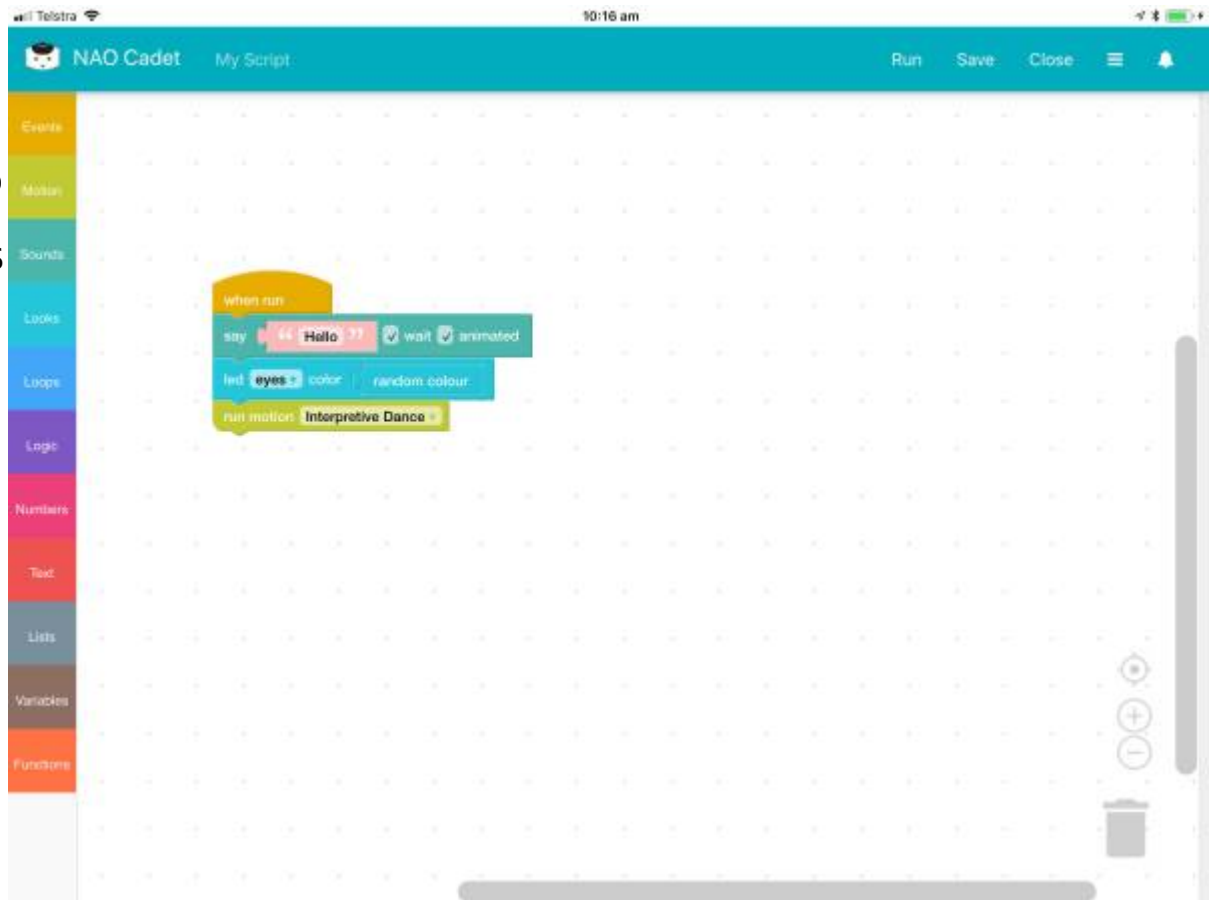 Telstra 10:16 am
NAO Cadet My Script Run Save Close
Events
Motion
Sounds
Looks
Loops
Logic
Numbers
Text
Lists
Variables
Functions
when run
say “ Hello ” wait animated
led eyes color random colour
run motion Interpretive Dance